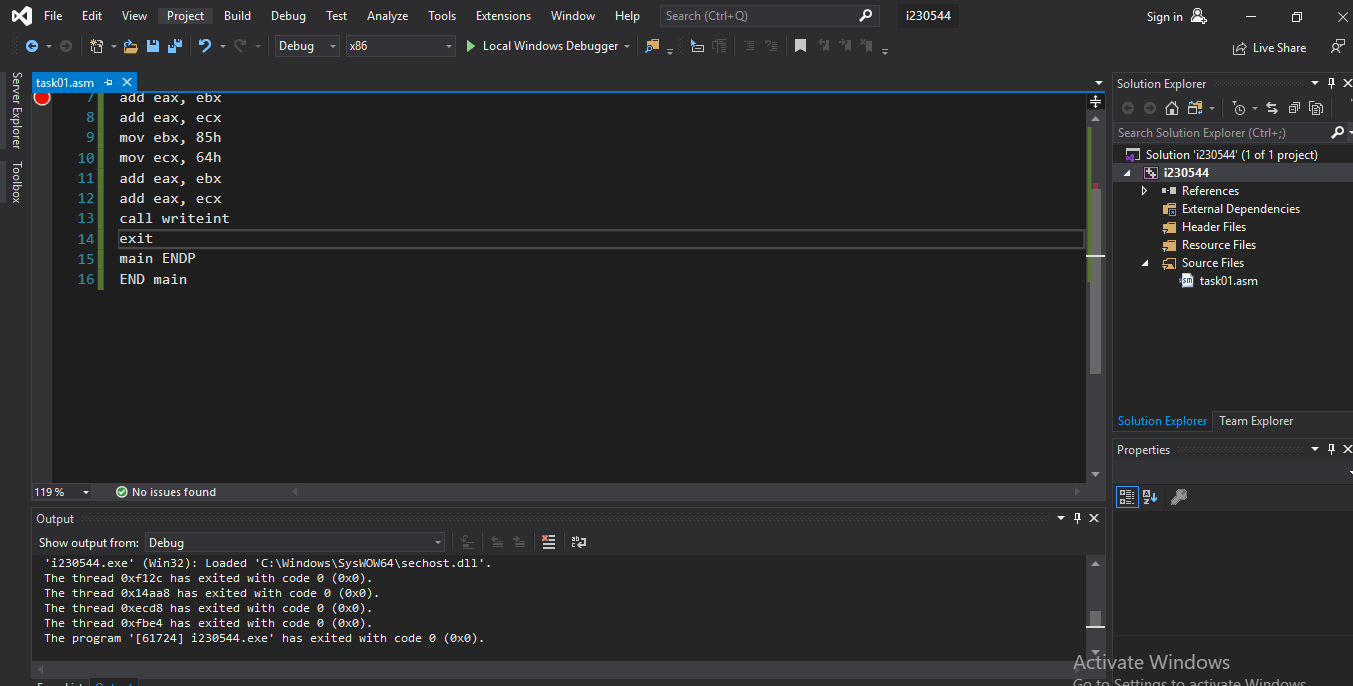 File Edit View Project Build Debug Test Analyze Tools Extensions Window Help Search (Ctrl+Q) i230544 Sign in
Debug x86 Local Windows Debugger Live Share
Server Explorer
Toolbox
task01.asm
7 add eax, ebx
8 add eax, ecx
9 mov ebx, 85h
10 mov ecx, 64h
11 add eax, ebx
12 add eax, ecx
13 call writeint
14 exit
15 main ENDP
16 END main
119 % No issues found
Output
Show output from: Debug
'i230544.exe' (Win32): Loaded 'C:\Windows\SysWOW64\sechost.dll'.
The thread 0xf12c has exited with code 0 (0x0).
The thread 0x14aa8 has exited with code 0 (0x0).
The thread 0xecd8 has exited with code 0 (0x0).
The thread 0xfbe4 has exited with code 0 (0x0).
The program '[61724] i230544.exe' has exited with code 0 (0x0).
Solution Explorer
Search Solution Explorer (Ctrl+;)
Solution 'i230544' (1 of 1 project)
i230544
References
External Dependencies
Header Files
Resource Files
Source Files
task01.asm
Solution Explorer Team Explorer
Properties
Activate Windows
Go to Settings to activate Windows.